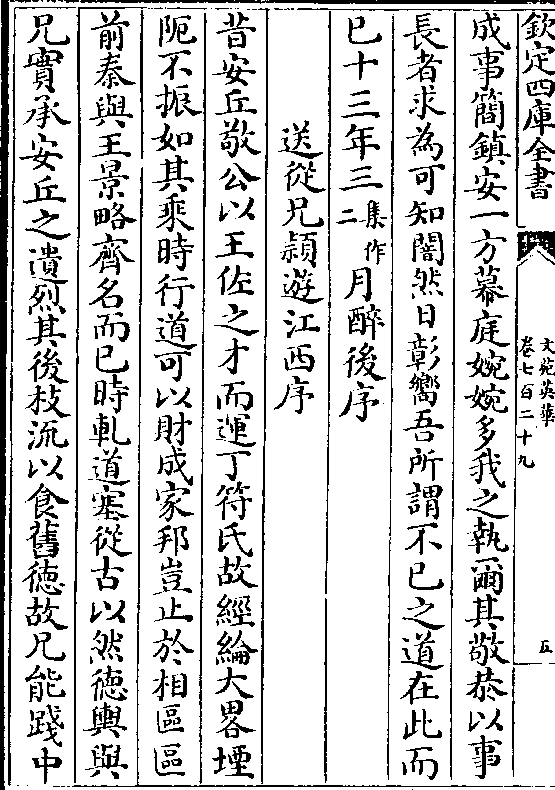 欽定四庫全書
文苑英華
卷七百二十九
五
成事簡鎮安一方幕庭婉婉多我之執爾其敬恭以事
長者求為可知闇然日彰嚮吾所謂不已之道在此而
已十三年三集作二月醉後序
送從兄頴遊江西序
昔安丘敬公以王佐之才而運丁符氏故經綸大畧堙
阨不振如其乘時行道可以財成家邦豈止於相區區
前秦與王景略齊名而已時軋道塞從古以然德輿與
兄實承安丘之遺烈其後枝流以食舊德故兄能踐中